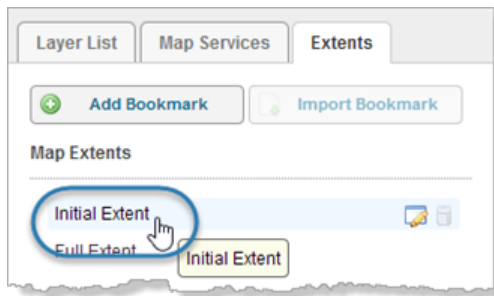 Layer List Map Services Extents
Add Bookmark Import Bookmark
Map Extents
Initial Extent
Full Extent Initial Extent